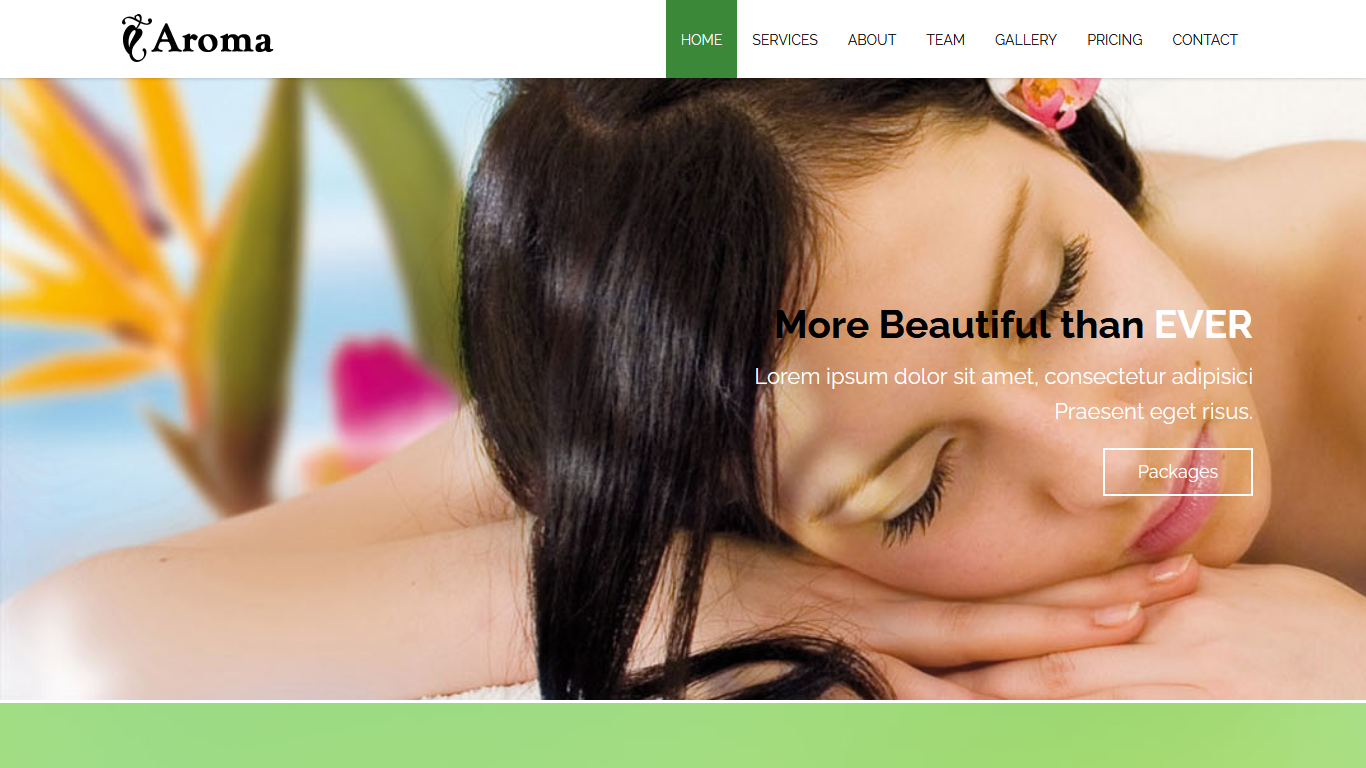 Aroma
HOME SERVICES ABOUT TEAM GALLERY PRICING CONTACT
More Beautiful than EVER
Lorem ipsum dolor sit amet, consectetur adipisici
Praesent eget risus.
Packages